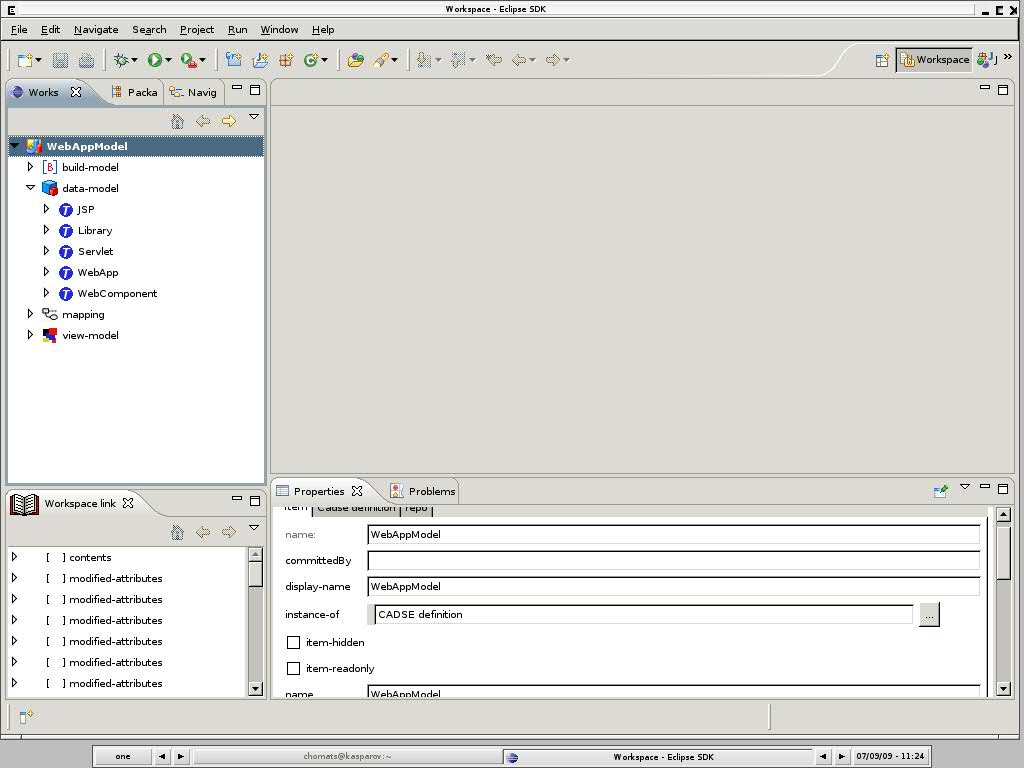 Workspace - Eclipse SDK
File Edit Navigate Search Project Run Window Help
Workspace
J
»
Works
Packa
Navig
WebAppModel
B build-model
data-model
T JSP
T Library
T Servlet
T WebApp
T WebComponent
mapping
view-model
Properties
Problems
item Cadse definition repo
name: WebAppModel
committedBy
display-name WebAppModel
instance-of CADSE definition ...
item-hidden
item-readonly
name WebAppModel
Workspace link
[ ] contents
[ ] modified-attributes
[ ] modified-attributes
[ ] modified-attributes
[ ] modified-attributes
[ ] modified-attributes
[ ] modified-attributes
one
chomats@kasparov:~
Workspace - Eclipse SDK
07/09/09 - 11:24